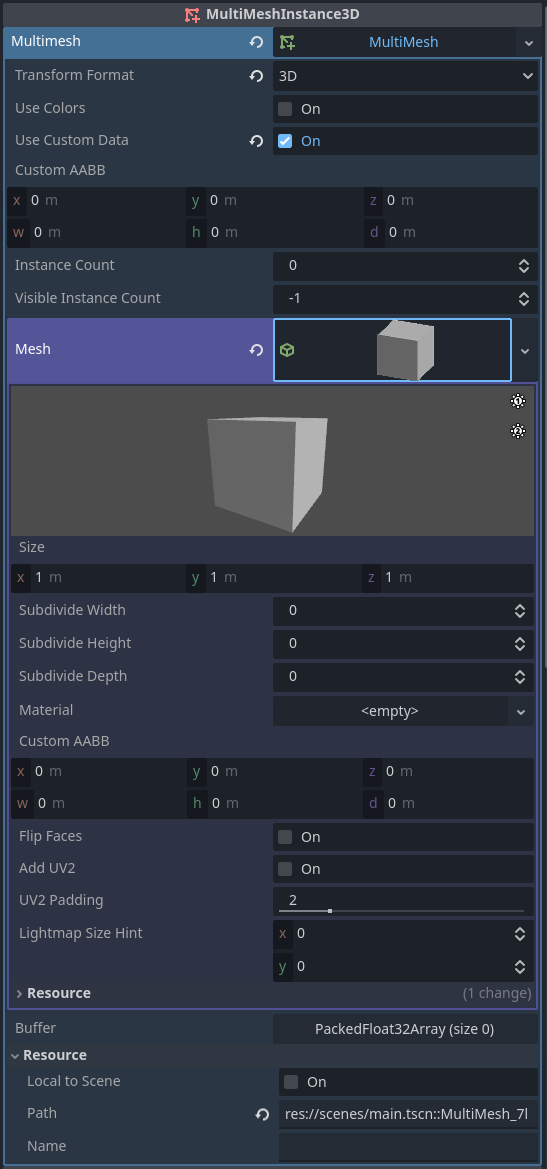 MultiMeshInstance3D
Multimesh MultiMesh
Transform Format 3D
Use Colors On
Use Custom Data On
Custom AABB
x 0 m y 0 m z 0 m
w 0 m h 0 m d 0 m
Instance Count 0
Visible Instance Count -1
Mesh
1
2
Size
x 1 m y 1 m z 1 m
Subdivide Width 0
Subdivide Height 0
Subdivide Depth 0
Material <empty>
Custom AABB
x 0 m y 0 m z 0 m
w 0 m h 0 m d 0 m
Flip Faces On
Add UV2 On
UV2 Padding 2
Lightmap Size Hint x 0
y 0
Resource (1 change)
Buffer PackedFloat32Array (size 0)
Resource
Local to Scene On
Path res://scenes/main.tscn::MultiMesh_7l
Name